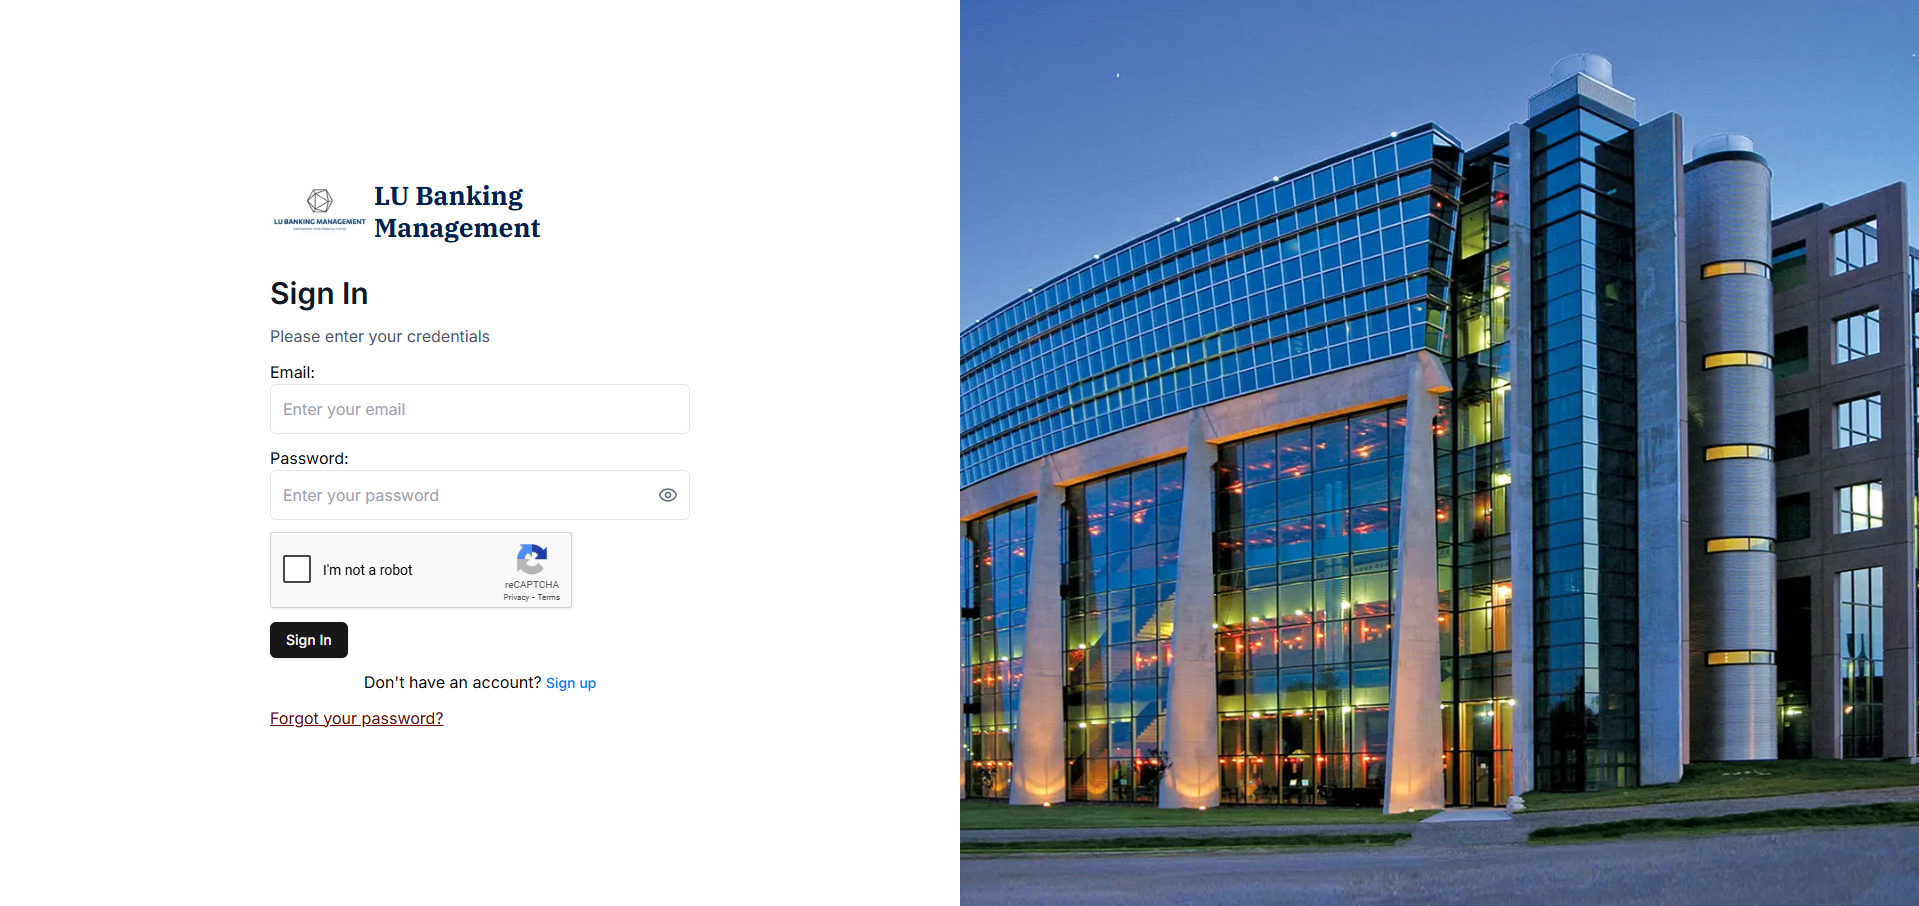 LU BANKING MANAGEMENT
LU Banking
Management
Sign In
Please enter your credentials
Email:
Enter your email
Password:
Enter your password
I'm not a robot
reCAPTCHA
Privacy - Terms
Sign In
Don't have an account? Sign up
Forgot your password?